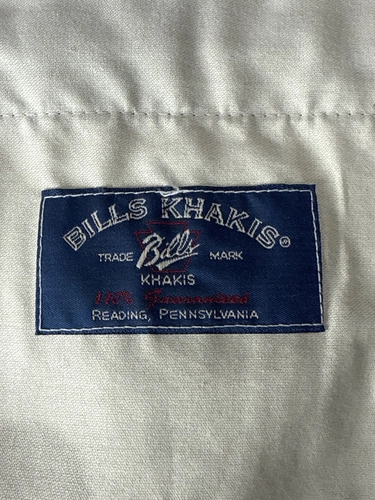 BILLS KHAKIS®
TRADE Bills MARK
KHAKIS
110% Guaranteed
READING, PENNSYLVANIA